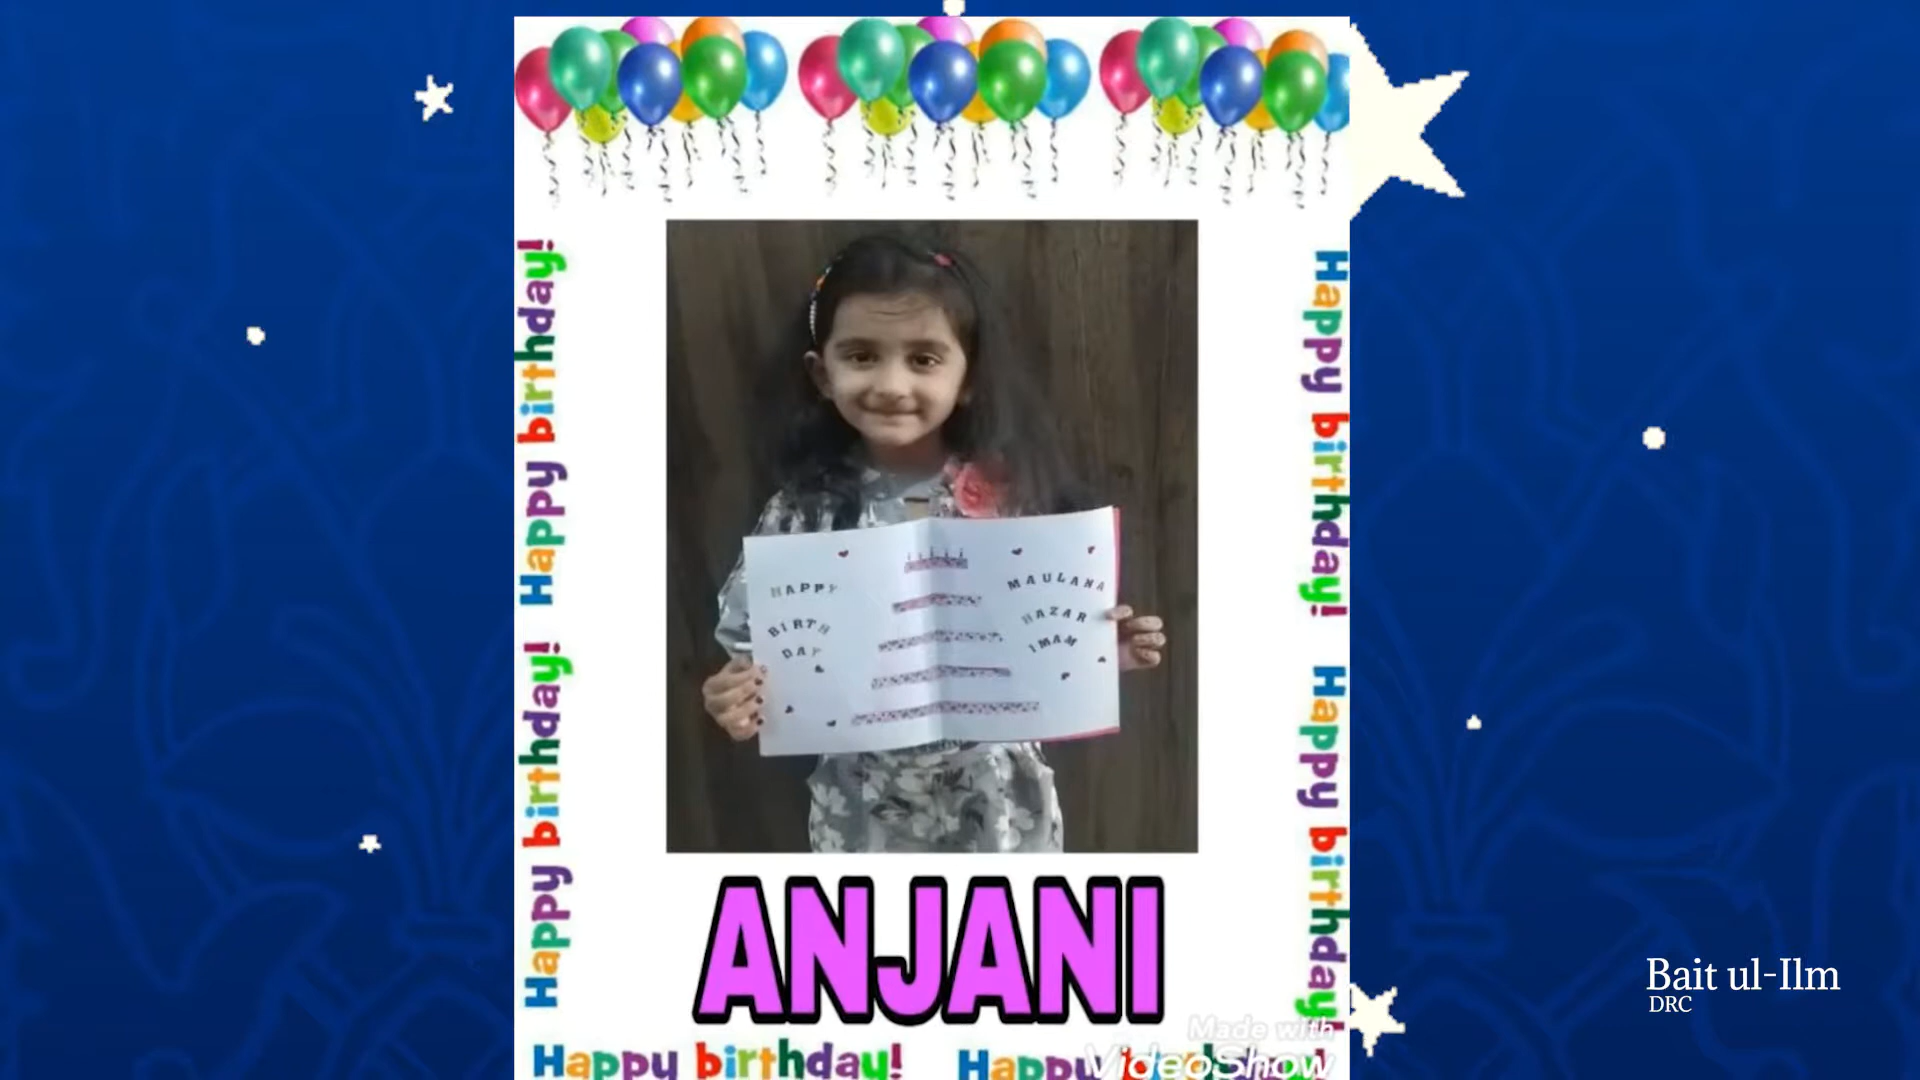 Happy birthday!
Happy birthday!
Happy birthday!
Happy birthday!
HAPPY
BIRTH
DAY
MAULANA
HAZAR
IMAM
ANJANI
Bait ul-Ilm
DRC
Made with
VideoShow
Happy birthday!
Happy